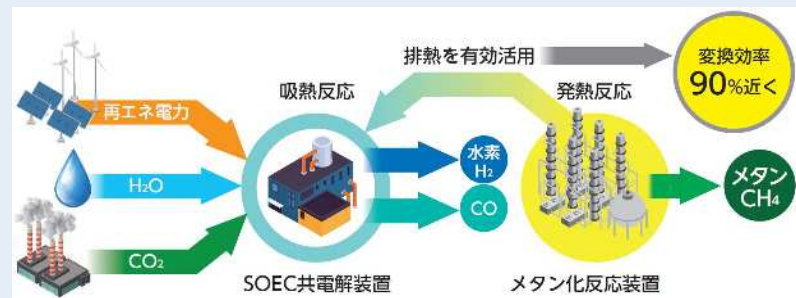 排熱を有効活用
変換効率
90%近く
吸熱反応
発熱反応
再エネ電力
水素
H₂
H₂O
CO
メタン
CH₄
CO₂
SOEC共電解装置
メタン化反応装置